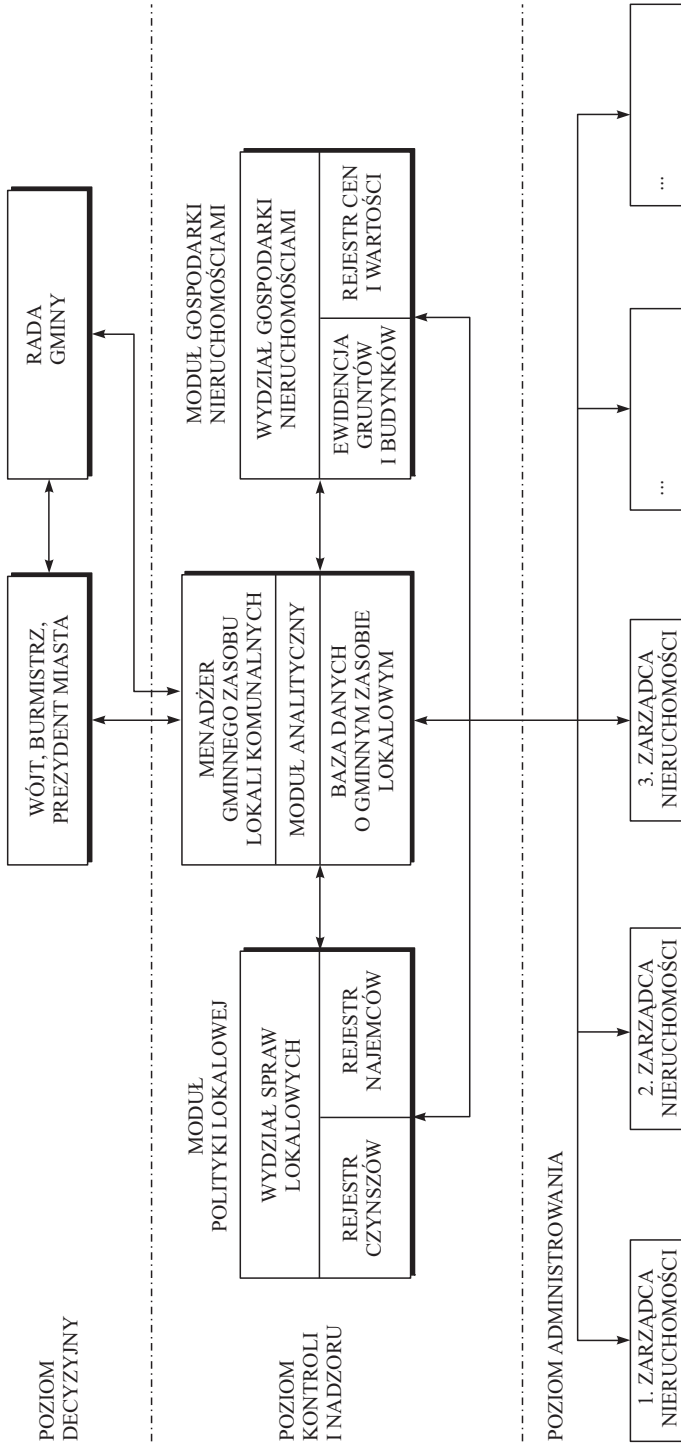 POZIOM
DECYZYJNY
WÓJT, BURMISTRZ,
PREZYDENT MIASTA
RADA
GMINY
POZIOM
KONTROLI
I NADZORU
MODUŁ
POLITYKI LOKALOWEJ
WYDZIAŁ SPRAW
LOKALOWYCH
REJESTR
CZYNSZÓW
REJESTR
NAJEMCÓW
MENADŻER
GMINNEGO ZASOBU
LOKALI KOMUNALNYCH
MODUŁ ANALITYCZNY
BAZA DANYCH
O GMINNYM ZASOBIE
LOKALOWYM
MODUŁ GOSPODARKI
NIERUCHOMOŚCIAMI
WYDZIAŁ GOSPODARKI
NIERUCHOMOŚCIAMI
EWIDENCJA
GRUNTÓW
I BUDYNKÓW
REJESTR CEN
I WARTOŚCI
POZIOM ADMINISTROWANIA
1. ZARZĄDCA
NIERUCHOMOŚCI
2. ZARZĄDCA
NIERUCHOMOŚCI
3. ZARZĄDCA
NIERUCHOMOŚCI
...
...